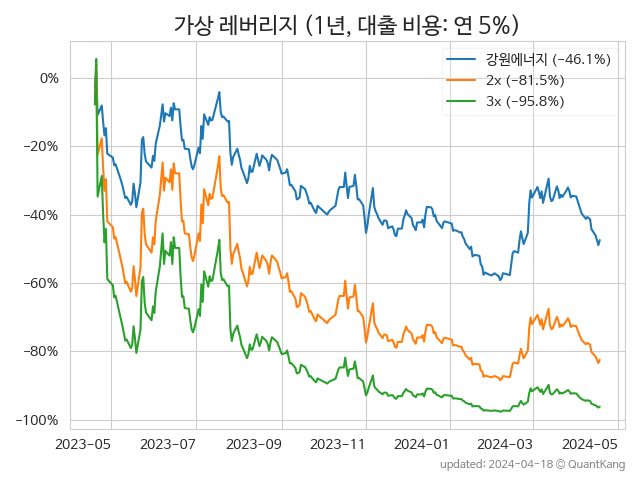 가상 레버리지 (1년, 대출 비용: 연 5%)
강원에너지 (−46.1%)
2x (−81.5%)
3x (−95.8%)
0%
−20%
−40%
−60%
−80%
−100%
2023-05 2023-07 2023-09 2023-11 2024-01 2024-03 2024-05
updated: 2024-04-18 © QuantKang